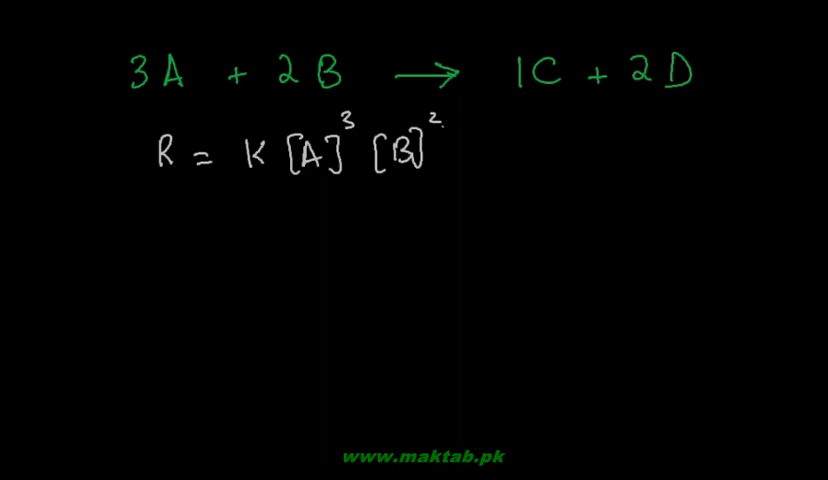 3A + 2B → 1C + 2D
R = K [A]³ [B]²
www.maktab.pk